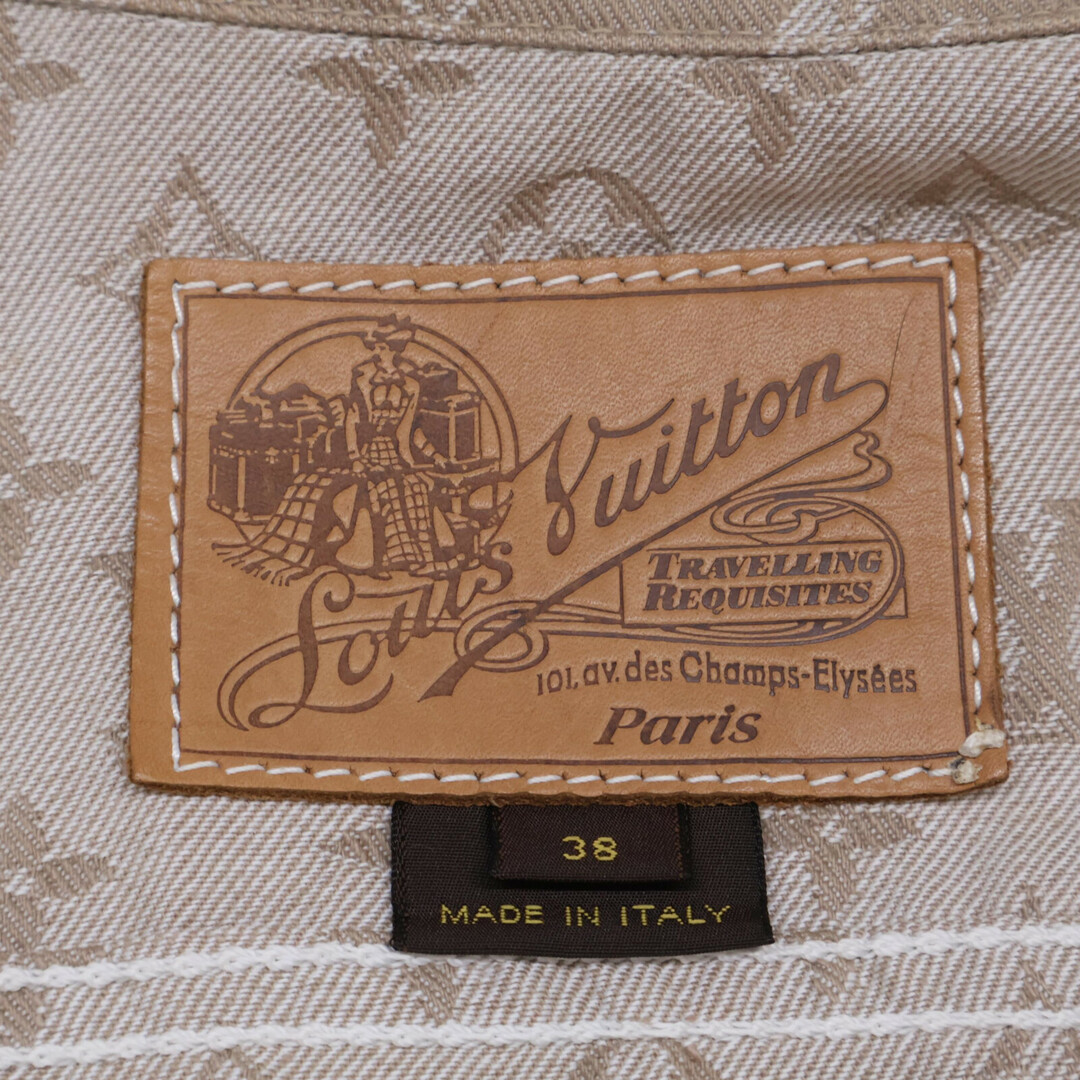 Louis Vuitton
TRAVELLING
REQUISITES
101, av. des Champs-Elysées
Paris
38
MADE IN ITALY